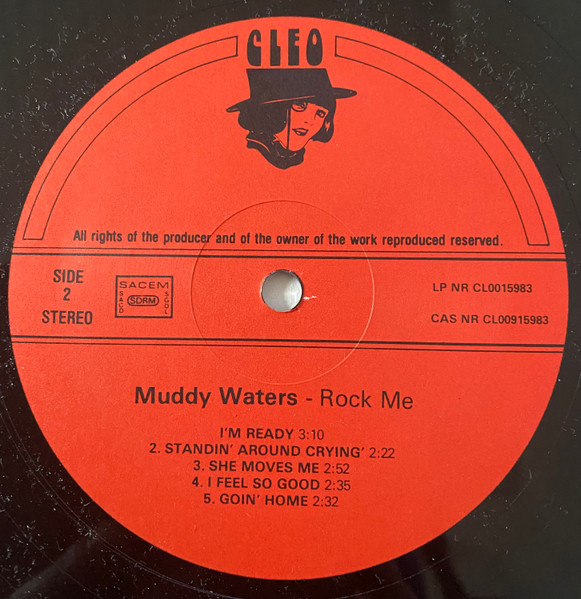 CLEO
All rights of the producer and of the owner of the work reproduced reserved.
SIDE
2
STEREO
SACEM
SACD
SDRM
SCGL
LP NR CL0015983
CAS NR CL00915983
Muddy Waters - Rock Me
I'M READY 3:10
2. STANDIN' AROUND CRYING' 2:22
3. SHE MOVES ME 2:52
4. I FEEL SO GOOD 2:35
5. GOIN' HOME 2:32